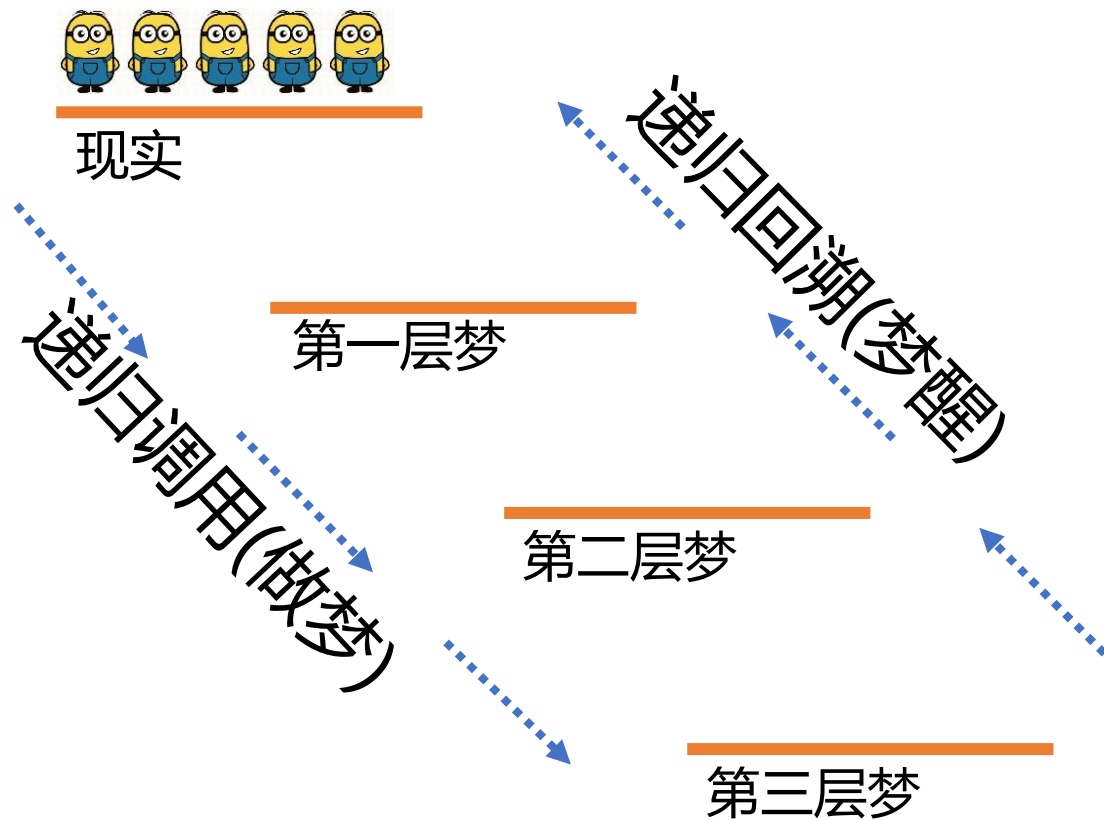 现实
递归回溯(梦醒)
第一层梦
递归调用(做梦)
第二层梦
第三层梦